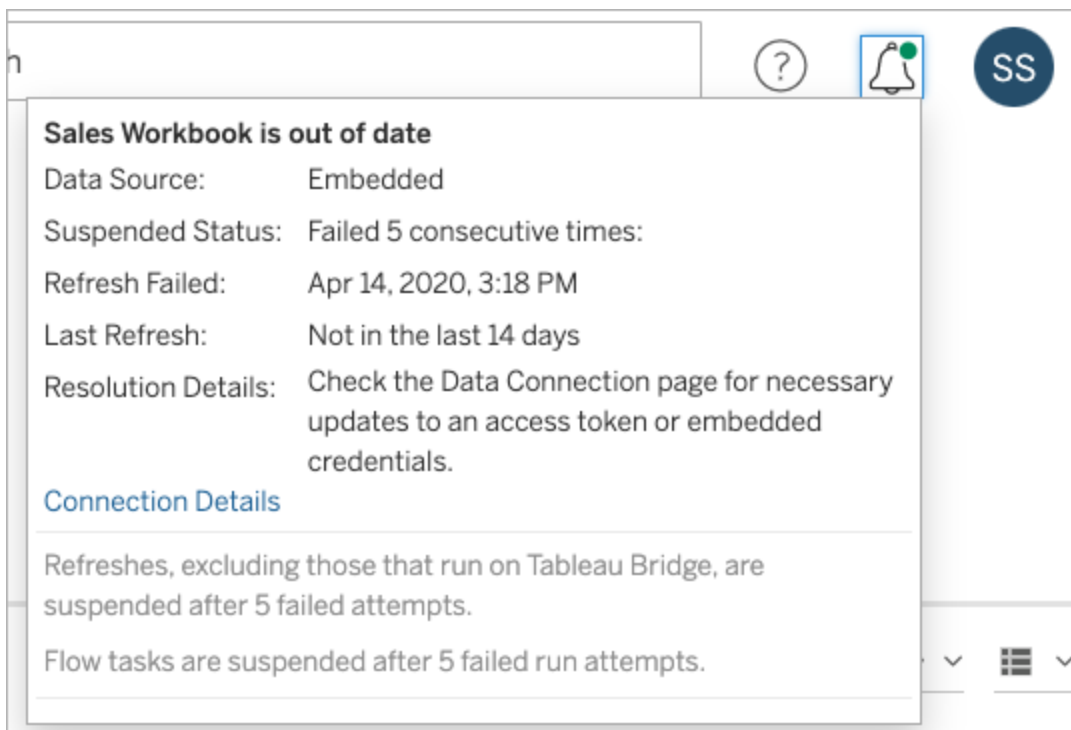 h
SS
Sales Workbook is out of date
Data Source: Embedded
Suspended Status: Failed 5 consecutive times:
Refresh Failed: Apr 14, 2020, 3:18 PM
Last Refresh: Not in the last 14 days
Resolution Details: Check the Data Connection page for necessary
updates to an access token or embedded
credentials.
Connection Details
Refreshes, excluding those that run on Tableau Bridge, are
suspended after 5 failed attempts.
Flow tasks are suspended after 5 failed run attempts.